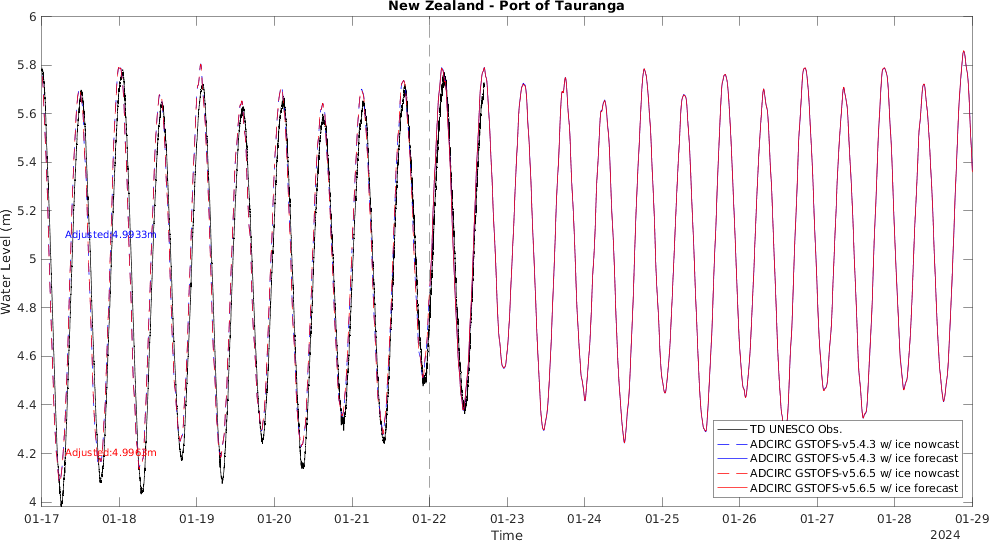 New Zealand - Port of Tauranga
6
5.8
5.6
5.4
5.2
5
4.8
4.6
4.4
4.2
4
Water Level (m)
Adjusted:4.9933m
Adjusted:4.9963m
TD UNESCO Obs.
ADCIRC GSTOFS-v5.4.3 w/ ice nowcast
ADCIRC GSTOFS-v5.4.3 w/ ice forecast
ADCIRC GSTOFS-v5.6.5 w/ ice nowcast
ADCIRC GSTOFS-v5.6.5 w/ ice forecast
01-17 01-18 01-19 01-20 01-21 01-22 01-23 01-24 01-25 01-26 01-27 01-28 01-29
Time
2024